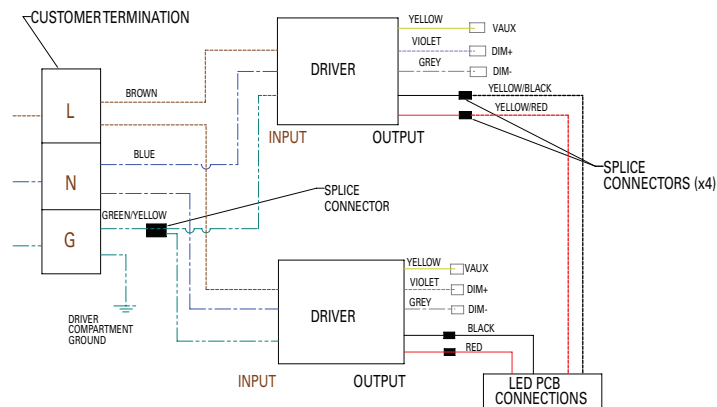 CUSTOMER TERMINATION
L
N
G
BROWN
BLUE
GREEN/YELLOW
SPLICE
CONNECTOR
DRIVER
COMPARTMENT
GROUND
DRIVER
INPUT
OUTPUT
YELLOW
VAUX
VIOLET
DIM+
GREY
DIM-
YELLOW/BLACK
YELLOW/RED
SPLICE
CONNECTORS (x4)
DRIVER
INPUT
OUTPUT
YELLOW
VAUX
VIOLET
DIM+
GREY
DIM-
BLACK
RED
LED PCB
CONNECTIONS